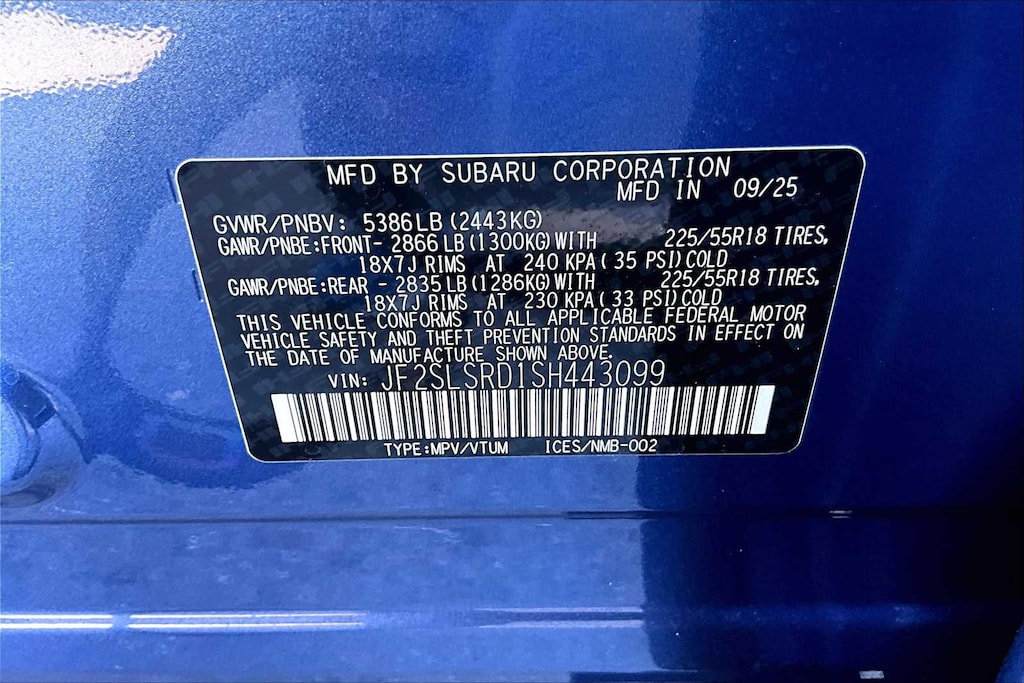 MFD BY SUBARU CORPORATION
MFD IN 09/25
GVWR/PNBV: 5386LB (2443KG)
GAWR/PNBE:FRONT- 2866 LB (1300KG) WITH 225/55R18 TIRES,
18X7J RIMS AT 240 KPA ( 35 PSI) COLD
GAWR/PNBE:REAR - 2835 LB (1286KG) WITH 225/55R18 TIRES,
18X7J RIMS AT 230 KPA ( 33 PSI) COLD
THIS VEHICLE CONFORMS TO ALL APPLICABLE FEDERAL MOTOR
VEHICLE SAFETY AND THEFT PREVENTION STANDARDS IN EFFECT ON
THE DATE OF MANUFACTURE SHOWN ABOVE.
VIN: JF2SLSRD1SH443099
TYPE:MPV/VTUM ICES/NMB-002